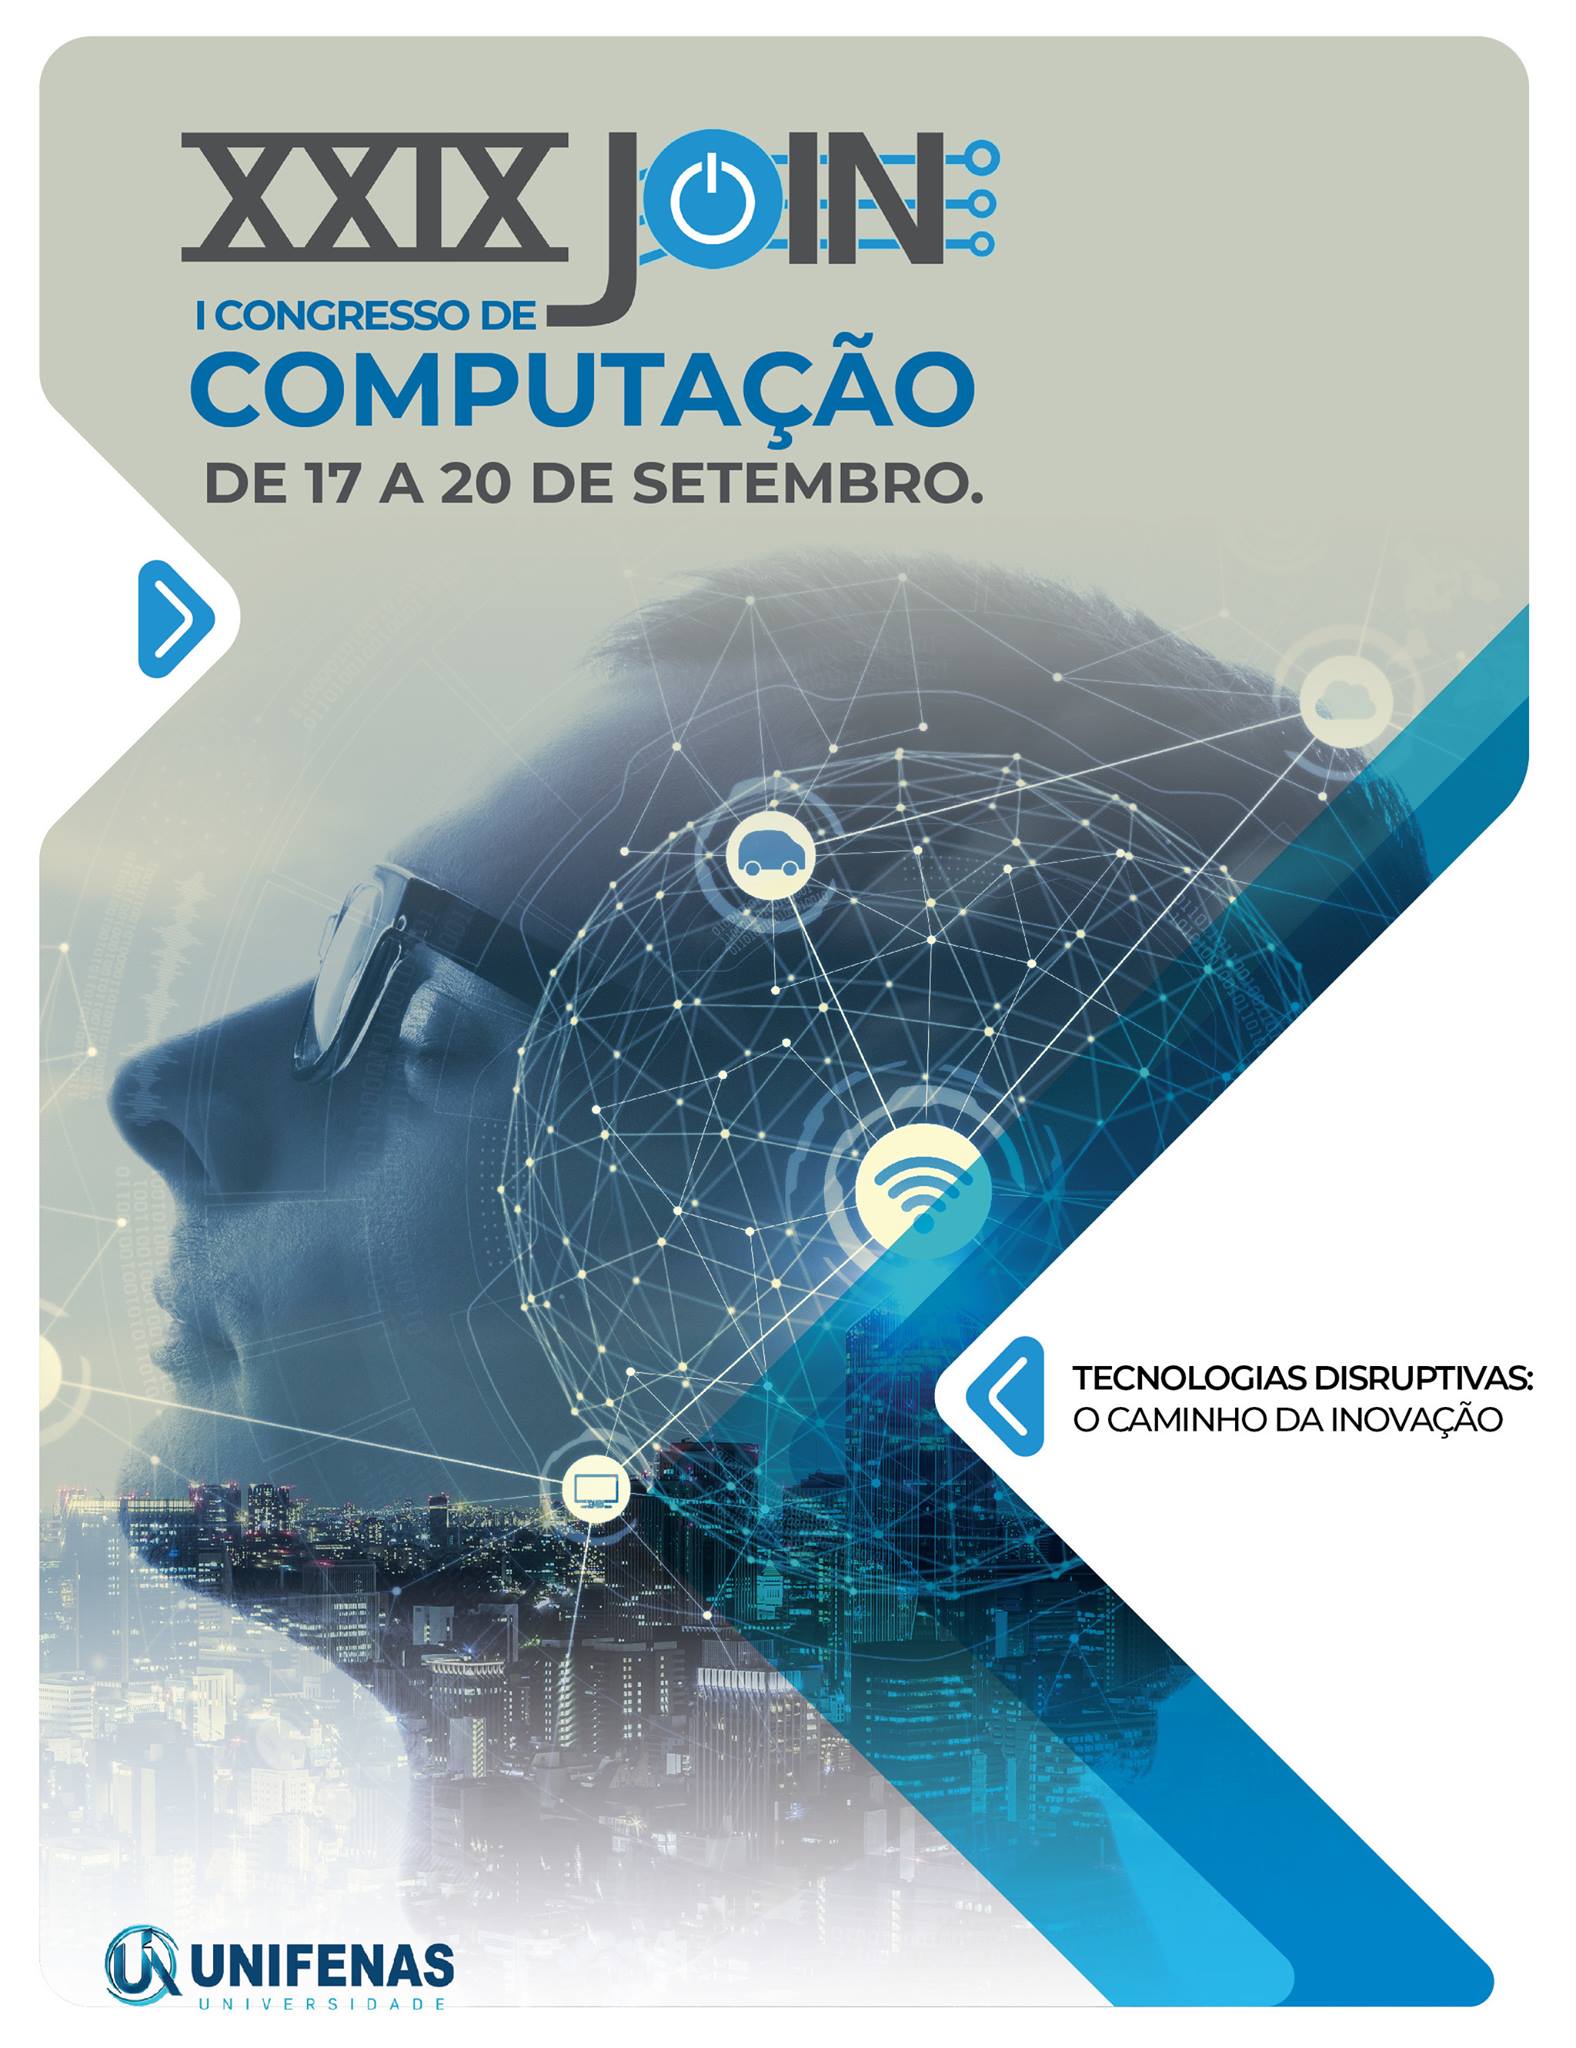 XXIX JOIN
I CONGRESSO DE
COMPUTAÇÃO
DE 17 A 20 DE SETEMBRO.
TECNOLOGIAS DISRUPTIVAS:
O CAMINHO DA INOVAÇÃO
UNIFENAS
UNIVERSIDADE